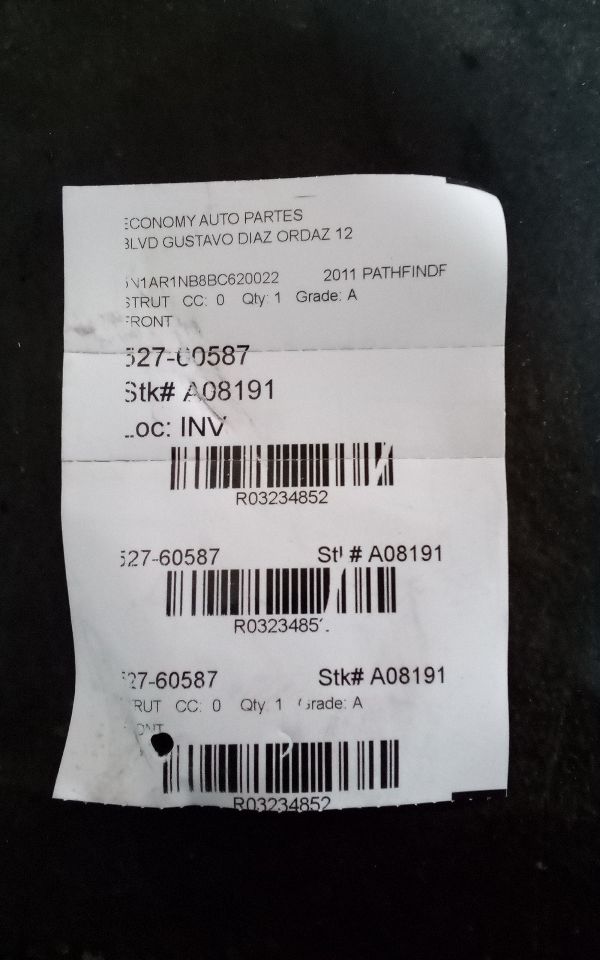 ECONOMY AUTO PARTES
BLVD GUSTAVO DIAZ ORDAZ 12
5N1AR1NB8BC620022 2011 PATHFINDF
STRUT CC: 0 Qty: 1 Grade: A
FRONT
527-60587
Stk# A08191
Loc: INV
R03234852
527-60587 Stk# A08191
R03234852
527-60587 Stk# A08191
RUT CC: 0 Qty: 1 Grade: A
R03234852